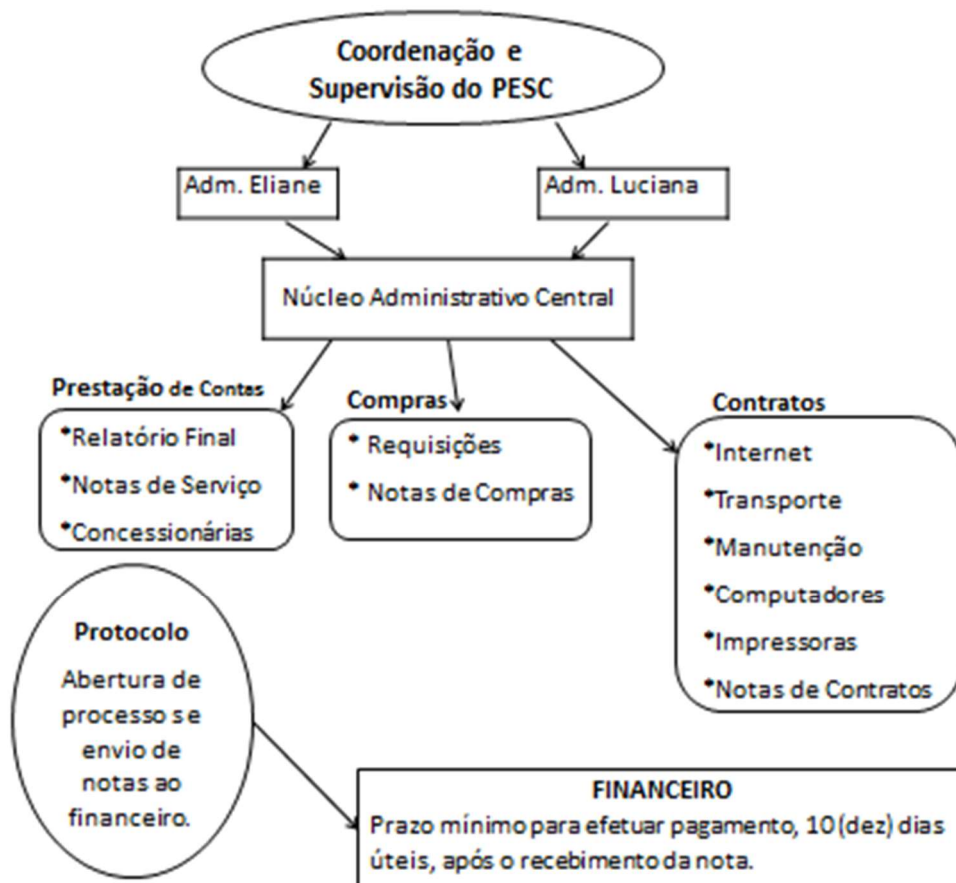 Coordenação e
Supervisão do PESC
Adm. Eliane
Adm. Luciana
Núcleo Administrativo Central
Prestação de Contas
*Relatório Final
*Notas de Serviço
*Concessionárias
Compras
* Requisições
* Notas de Compras
Contratos
*Internet
*Transporte
*Manutenção
*Computadores
*Impressoras
*Notas de Contratos
Protocolo
Abertura de
processo s e
envio de
notas ao
financeiro.
FINANCEIRO
Prazo mínimo para efetuar pagamento, 10 (dez) dias
úteis, após o recebimento da nota.